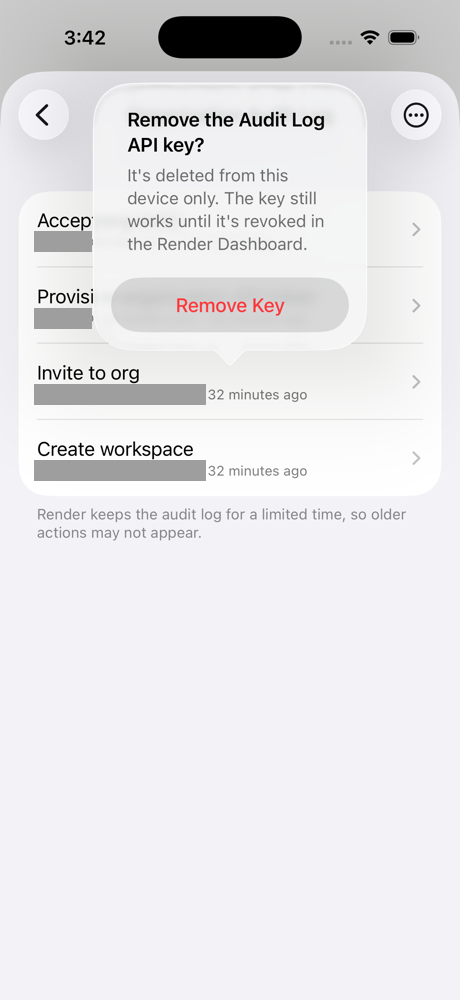 3:42
Remove the Audit Log
API key?
It's deleted from this
device only. The key still
works until it's revoked in
the Render Dashboard.
Remove Key
Invite to org
32 minutes ago
Create workspace
32 minutes ago
Render keeps the audit log for a limited time, so older
actions may not appear.